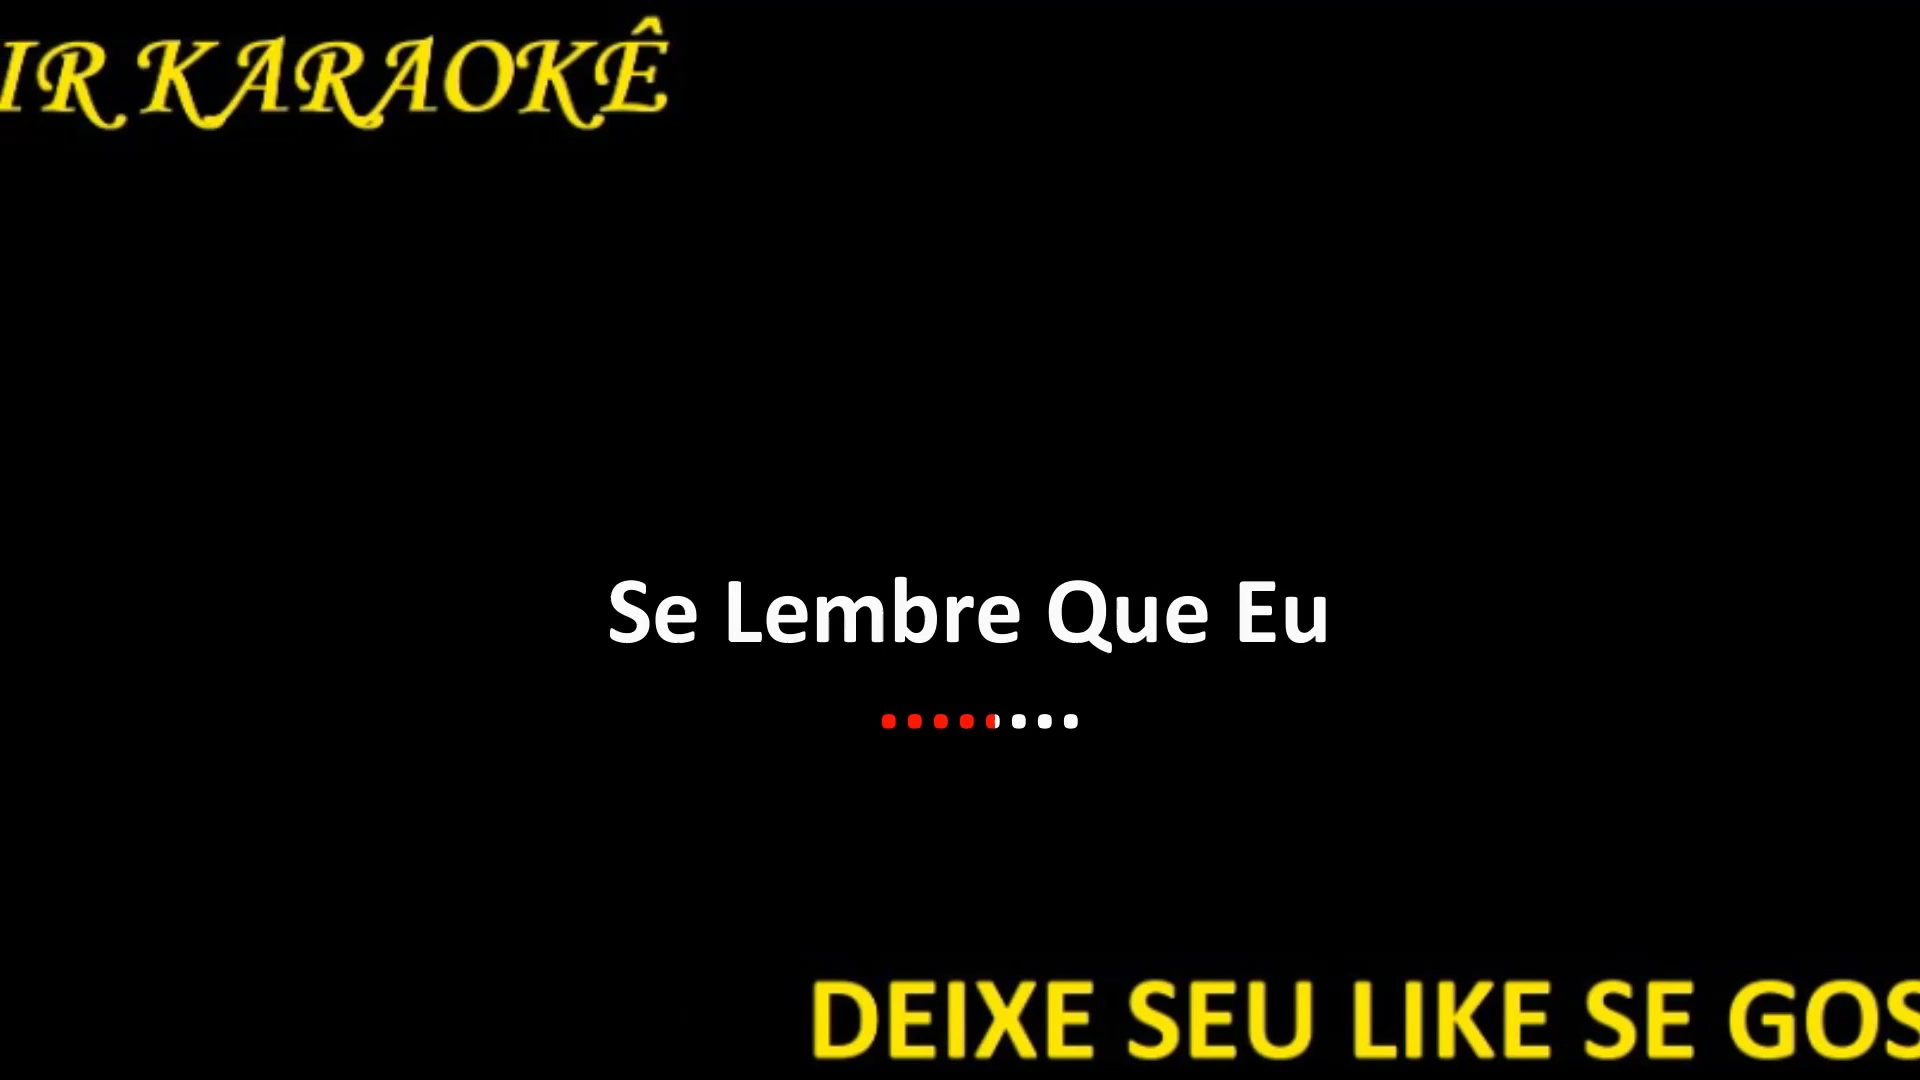 IR KARAOKÊ
Se Lembre Que Eu
........
DEIXE SEU LIKE SE GOS